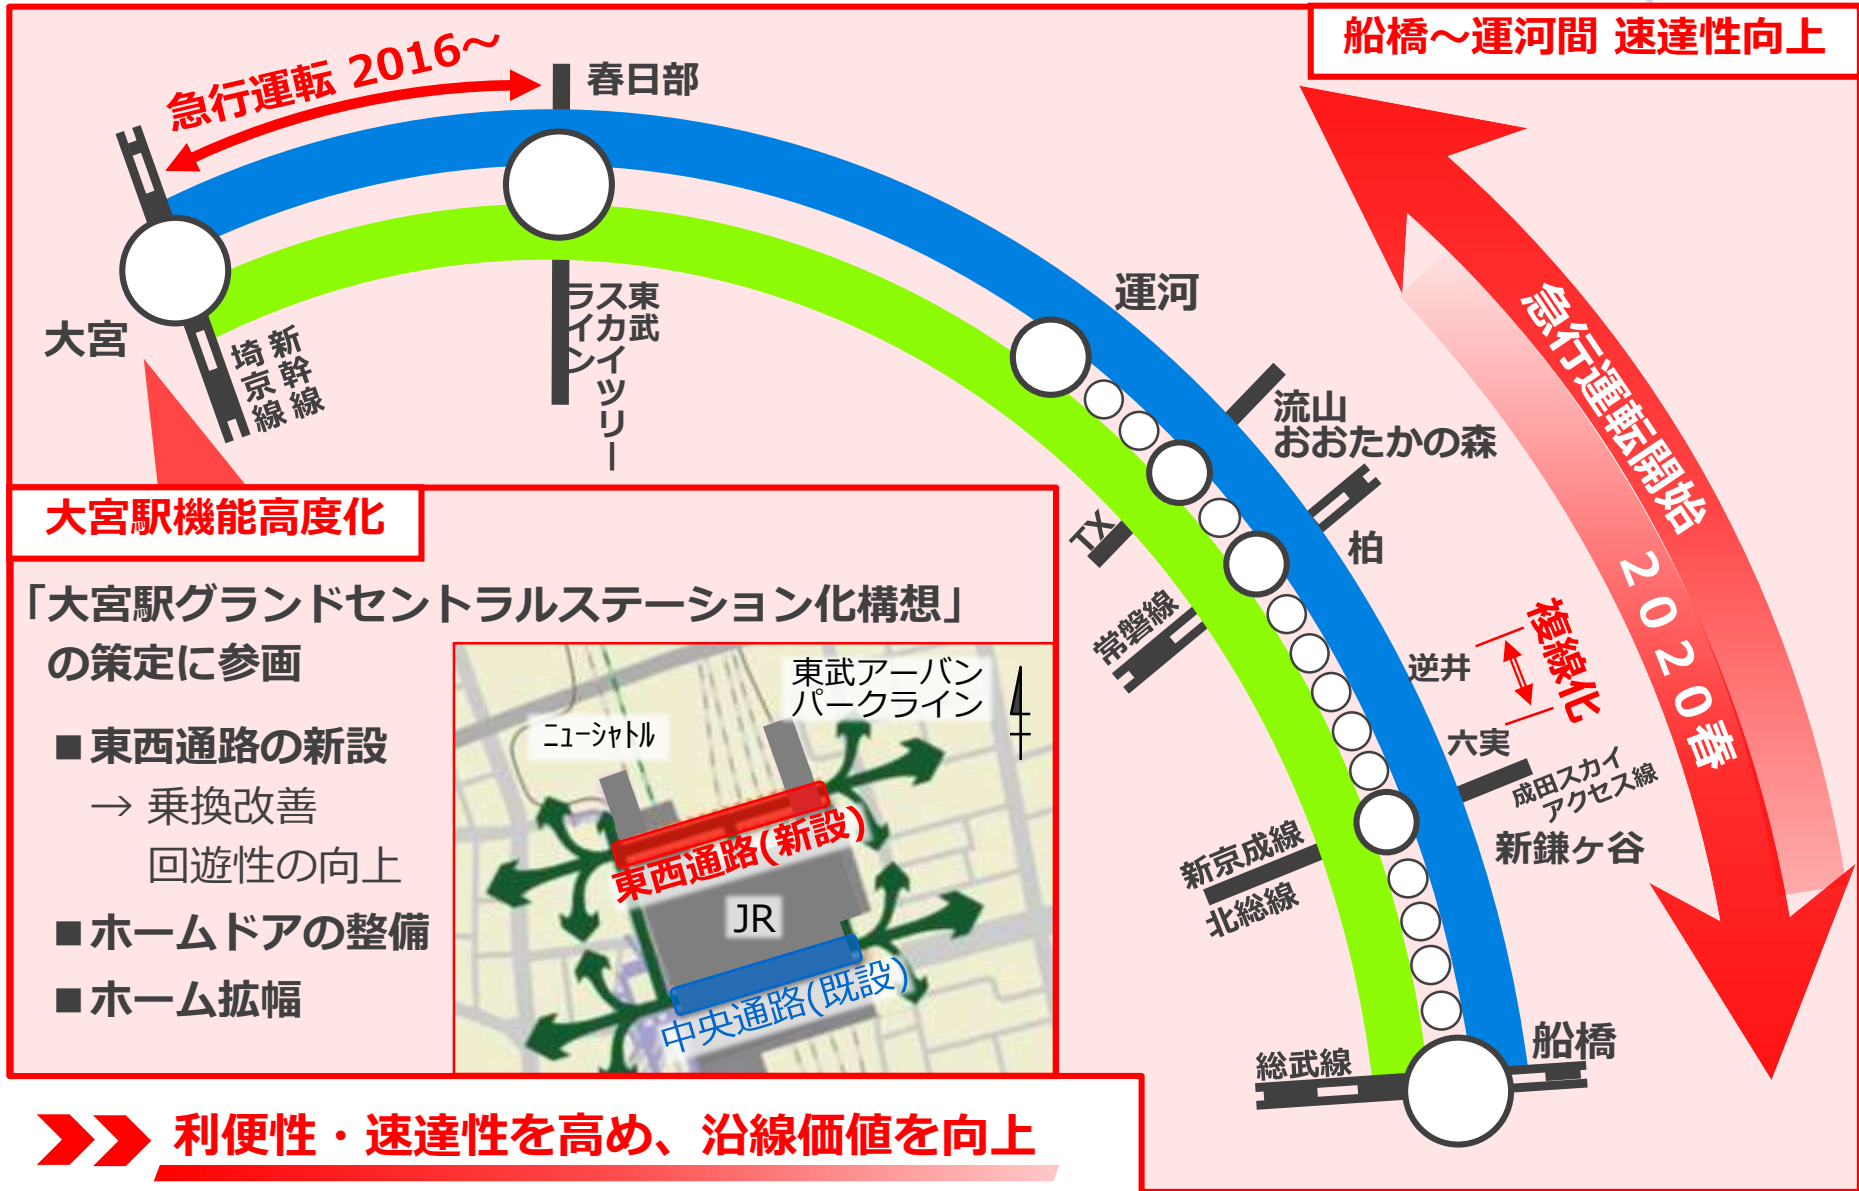 船橋～運河間 速達性向上
急行運転 2016～
春日部
大宮
埼京線
新幹線
東武
スカイツリー
ライン
運河
流山
おおたかの森
TX
柏
常磐線
逆井
六実
複線化
急行運転開始
2020春
成田スカイ
アクセス線
新鎌ヶ谷
新京成線
北総線
総武線
船橋
大宮駅機能高度化
「大宮駅グランドセントラルステーション化構想」
の策定に参画
■東西通路の新設
→ 乗換改善
回遊性の向上
■ホームドアの整備
■ホーム拡幅
東武アーバン
パークライン
ﾆｭｰｼｬﾄﾙ
東西通路(新設)
JR
中央通路(既設)
利便性・速達性を高め、沿線価値を向上